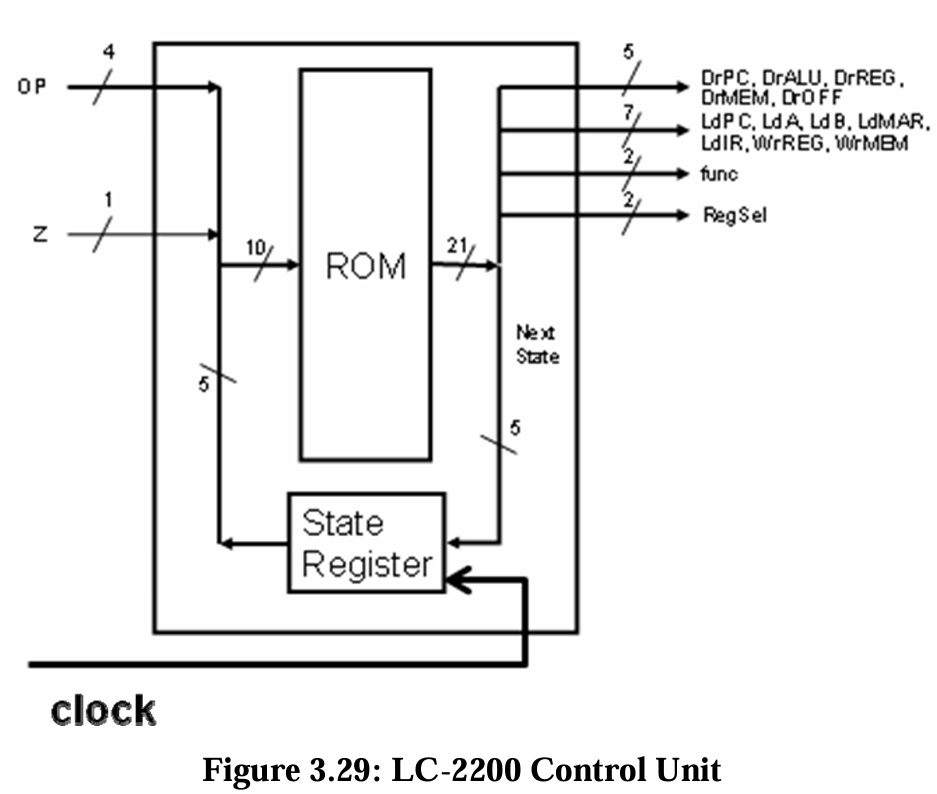 4
OP
1
Z
10
ROM
21
5
DrPC, DrALU, DrREG,
DrMEM, DrOFF
7
LdPC, LdA, LdB, LdMAR,
LdIR, WrREG, WrMEM
2
func
2
RegSel
Next
State
5
5
State
Register
clock
Figure 3.29: LC-2200 Control Unit